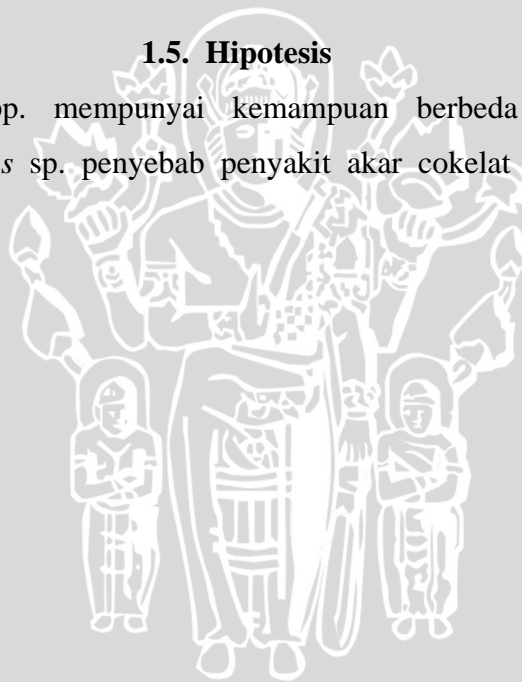 1.5. Hipotesis
pp. mempunyai kemampuan berbeda
s sp. penyebab penyakit akar cokelat